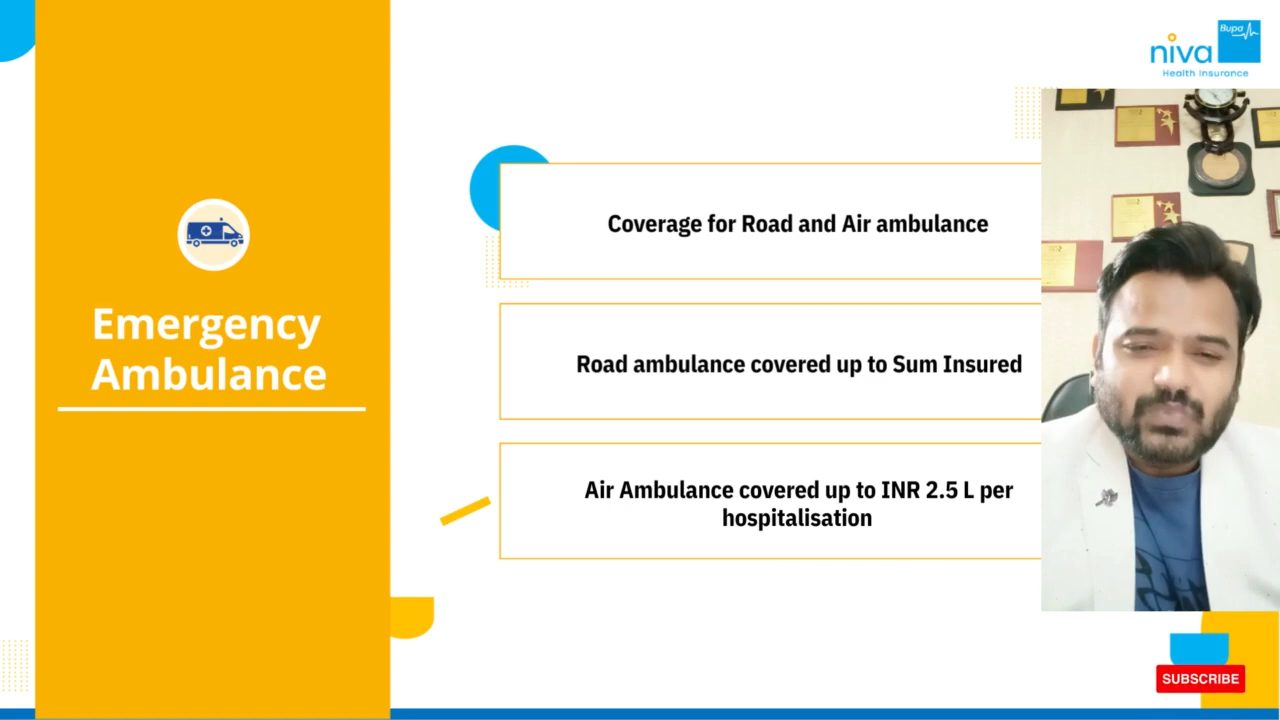 Bupa
niva
Health Insurance
Emergency
Ambulance
Coverage for Road and Air ambulance
Road ambulance covered up to Sum Insured
Air Ambulance covered up to INR 2.5 L per
hospitalisation
SUBSCRIBE